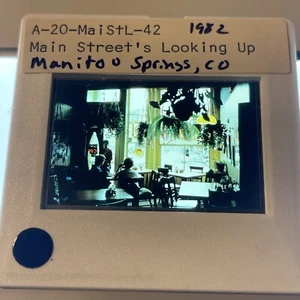 A-20-MaiStL-42 1982
Main Street's Looking Up
Manitou Springs, CO